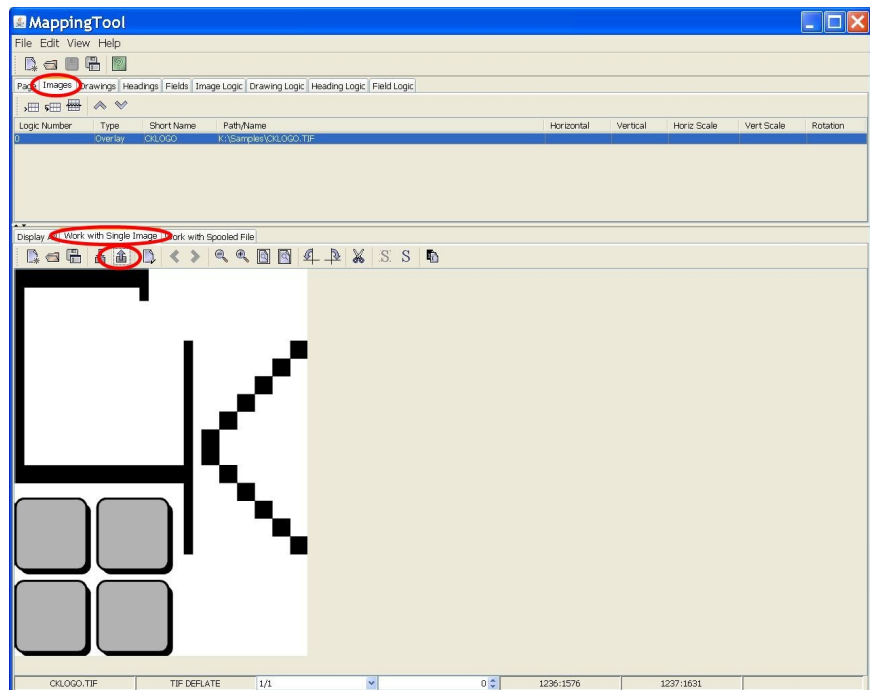 MappingTool
File Edit View Help
Page Images Drawings Headings Fields Image Logic Drawing Logic Heading Logic Field Logic
Logic Number Type Short Name Path/Name Horizontal Vertical Horiz Scale Vert Scale Rotation
0 Overlay CKLOGO K:\Samples\CKLOGO.TIF
Display Work with Single Image Work with Spooled File
S S
CKLOGO.TIF TIF DEFLATE 1/1 0 1236:1576 1237:1631